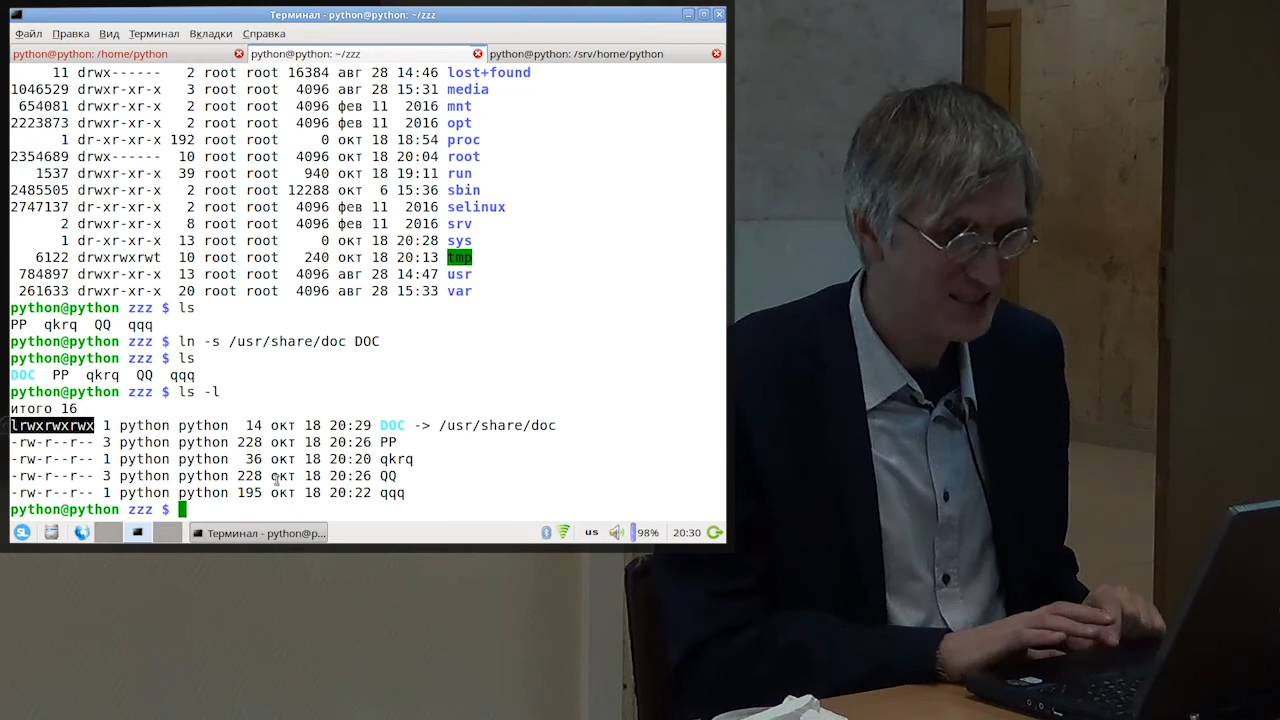 Терминал - python@python: ~/zzz
Файл Правка Вид Терминал Вкладки Справка
python@python: /home/python python@python: ~/zzz python@python: /srv/home/python
11 drwx------ 2 root root 16384 авг 28 14:46 lost+found
1046529 drwxr-xr-x 3 root root 4096 авг 28 15:31 media
654081 drwxr-xr-x 2 root root 4096 фев 11 2016 mnt
2223873 drwxr-xr-x 2 root root 4096 фев 11 2016 opt
1 dr-xr-xr-x 192 root root 0 окт 18 18:54 proc
2354689 drwx------ 10 root root 4096 окт 18 20:04 root
1537 drwxr-xr-x 39 root root 940 окт 18 19:11 run
2485505 drwxr-xr-x 2 root root 12288 окт 6 15:36 sbin
2747137 drwxr-xr-x 2 root root 4096 фев 11 2016 selinux
2 drwxr-xr-x 8 root root 4096 фев 11 2016 srv
1 dr-xr-xr-x 13 root root 0 окт 18 20:28 sys
6122 drwxrwxrwt 10 root root 240 окт 18 20:13 tmp
784897 drwxr-xr-x 13 root root 4096 авг 28 14:47 usr
261633 drwxr-xr-x 20 root root 4096 авг 28 15:33 var
python@python zzz $ ls
PP qkrq QQ qqq
python@python zzz $ ln -s /usr/share/doc DOC
python@python zzz $ ls
DOC PP qkrq QQ qqq
python@python zzz $ ls -l
итого 16
lrwxrwxrwx 1 python python 14 окт 18 20:29 DOC -> /usr/share/doc
-rw-r--r-- 3 python python 228 окт 18 20:26 PP
-rw-r--r-- 1 python python 36 окт 18 20:20 qkrq
-rw-r--r-- 3 python python 228 окт 18 20:26 QQ
-rw-r--r-- 1 python python 195 окт 18 20:22 qqq
python@python zzz $
SL Терминал - python@p... us 98% 20:30